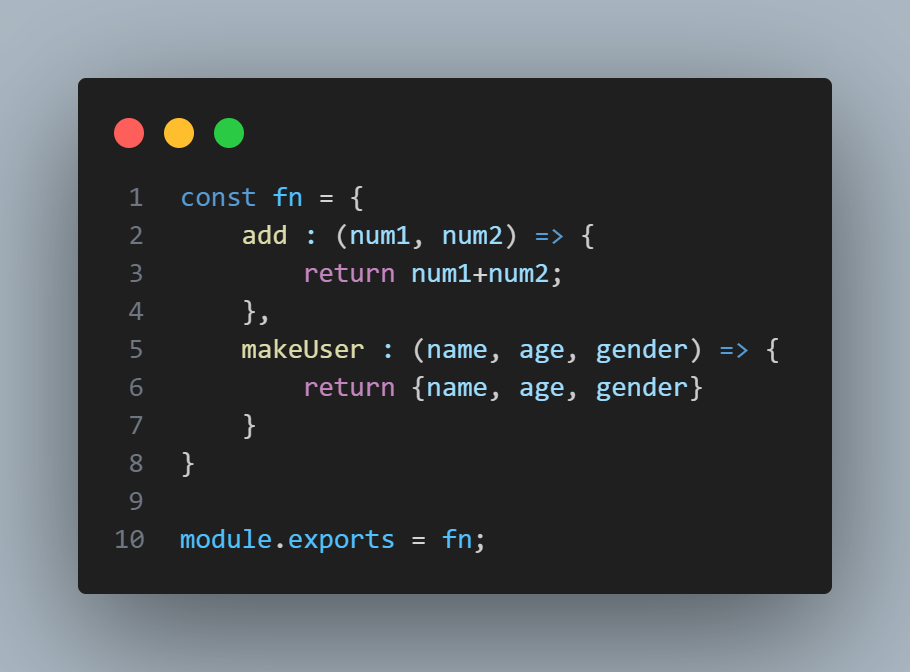 1 const fn = {
2     add : (num1, num2) => {
3         return num1+num2;
4     },
5     makeUser : (name, age, gender) => {
6         return {name, age, gender}
7     }
8 }
9
10 module.exports = fn;